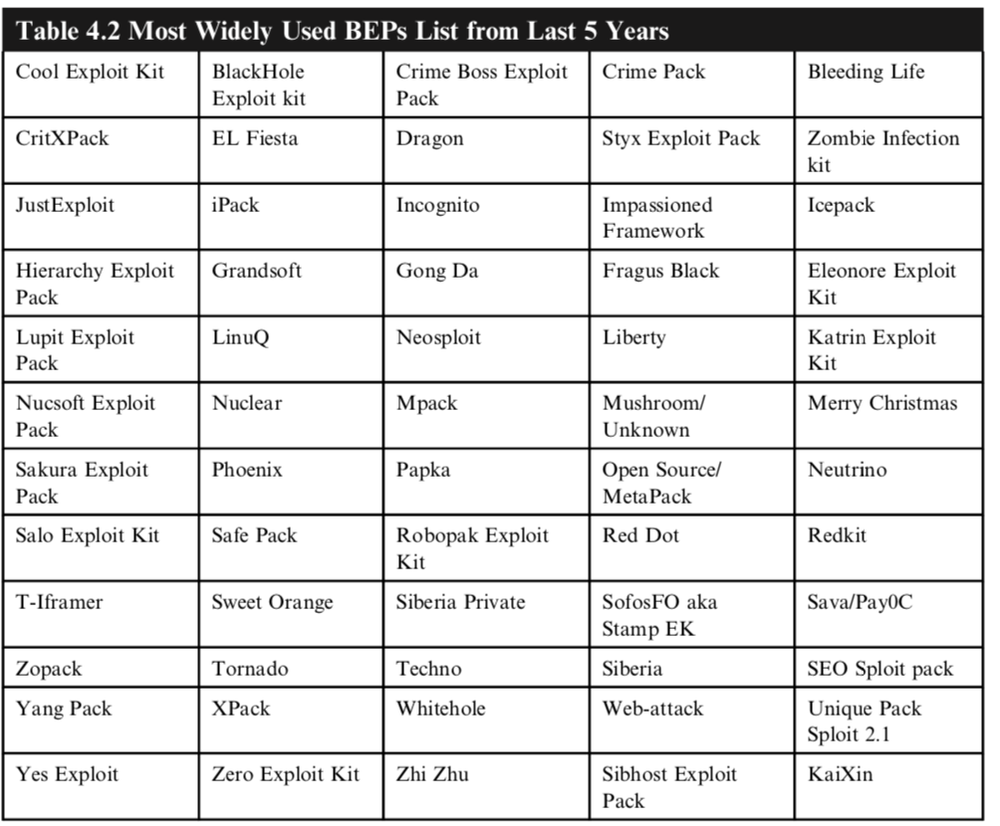 Table 4.2 Most Widely Used BEPs List from Last 5 Years
Cool Exploit Kit
BlackHole
Exploit kit
Crime Boss Exploit
Pack
Crime Pack
Bleeding Life
CritXPack
EL Fiesta
Dragon
Styx Exploit Pack
Zombie Infection
kit
JustExploit
iPack
Incognito
Impassioned
Framework
Icepack
Hierarchy Exploit
Pack
Grandsoft
Gong Da
Fragus Black
Eleonore Exploit
Kit
Lupit Exploit
Pack
LinuQ
Neosploit
Liberty
Katrin Exploit
Kit
Nucsoft Exploit
Pack
Nuclear
Mpack
Mushroom/
Unknown
Merry Christmas
Sakura Exploit
Pack
Phoenix
Papka
Open Source/
MetaPack
Neutrino
Salo Exploit Kit
Safe Pack
Robopak Exploit
Kit
Red Dot
Redkit
T-Iframer
Sweet Orange
Siberia Private
SofosFO aka
Stamp EK
Sava/Pay0C
Zopack
Tornado
Techno
Siberia
SEO Sploit pack
Yang Pack
XPack
Whitehole
Web-attack
Unique Pack
Sploit 2.1
Yes Exploit
Zero Exploit Kit
Zhi Zhu
Sibhost Exploit
Pack
KaiXin